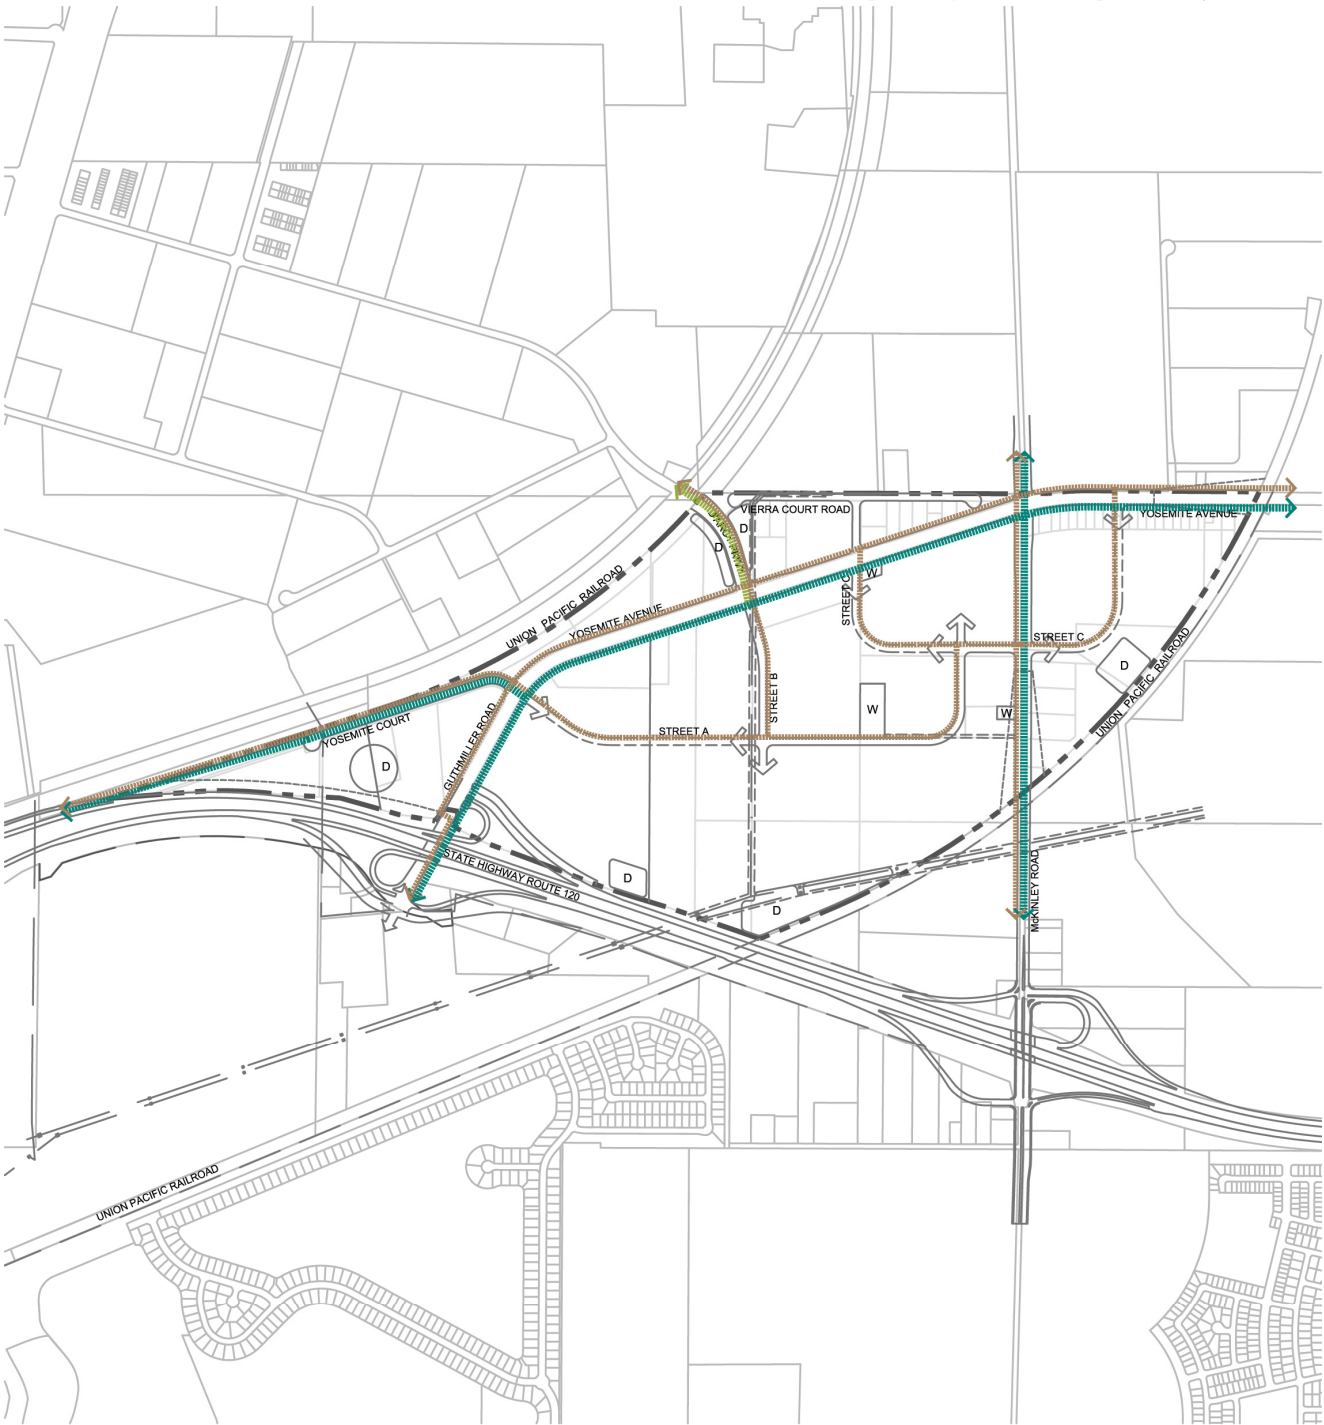 VIERRA COURT ROAD
YOSEMITE AVENUE
D
D
UNION PACIFIC RAILROAD
W
STREET C
YOSEMITE AVENUE
STREET C
D
UNION PACIFIC RAILROAD
STREET B
W
W
YOSEMITE COURT
GUTHMILLER ROAD
STREET A
D
STATE HIGHWAY ROUTE 120
D
D
McKINLEY ROAD
UNION PACIFIC RAILROAD